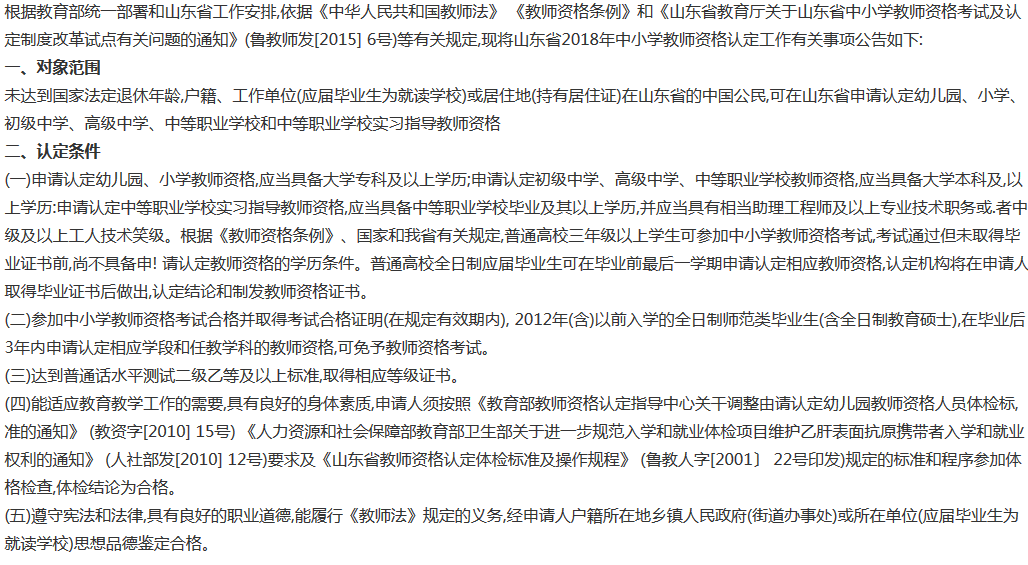 根据教育部统一部署和山东省工作安排,依据《中华人民共和国教师法》 《教师资格条例》和《山东省教育厅关于山东省中小学教师资格考试及认
定制度改革试点有关问题的通知》(鲁教师发[2015] 6号)等有关规定,现将山东省2018年中小学教师资格认定工作有关事项公告如下:
一、对象范围
未达到国家法定退休年龄,户籍、工作单位(应届毕业生为就读学校)或居住地(持有居住证)在山东省的中国公民,可在山东省申请认定幼儿园、小学、
初级中学、高级中学、中等职业学校和中等职业学校实习指导教师资格
二、认定条件
(一)申请认定幼儿园、小学教师资格,应当具备大学专科及以上学历;申请认定初级中学、高级中学、中等职业学校教师资格,应当具备大学本科及,以
上学历:申请认定中等职业学校实习指导教师资格,应当具备中等职业学校毕业及其以上学历,并应当具有相当助理工程师及以上专业技术职务或.者中
级及以上工人技术笑级。根据《教师资格条例》、国家和我省有关规定,普通高校三年级以上学生可参加中小学教师资格考试,考试通过但未取得毕
业证书前,尚不具备申! 请认定教师资格的学历条件。普通高校全日制应届毕业生可在毕业前最后一学期申请认定相应教师资格,认定机构将在申请人
取得毕业证书后做出,认定结论和制发教师资格证书。
(二)参加中小学教师资格考试合格并取得考试合格证明(在规定有效期内), 2012年(含)以前入学的全日制师范类毕业生(含全日制教育硕士),在毕业后
3年内申请认定相应学段和任教学科的教师资格,可免予教师资格考试。
(三)达到普通话水平测试二级乙等及以上标准,取得相应等级证书。
(四)能适应教育教学工作的需要,具有良好的身体素质,申请人须按照《教育部教师资格认定指导中心关干调整由请认定幼儿园教师资格人员体检标,
准的通知》 (教资字[2010] 15号) 《人力资源和社会保障部教育部卫生部关于进一步规范入学和就业体检项目维护乙肝表面抗原携带者入学和就业
权利的通知》 (人社部发[2010] 12号)要求及《山东省教师资格认定体检标准及操作规程》 (鲁教人字[2001〕 22号印发)规定的标准和程序参加体
格检查,体检结论为合格。
(五)遵守宪法和法律,具有良好的职业道德,能履行《教师法》规定的义务,经申请人户籍所在地乡镇人民政府(街道办事处)或所在单位(应届毕业生为
就读学校)思想品德鉴定合格。